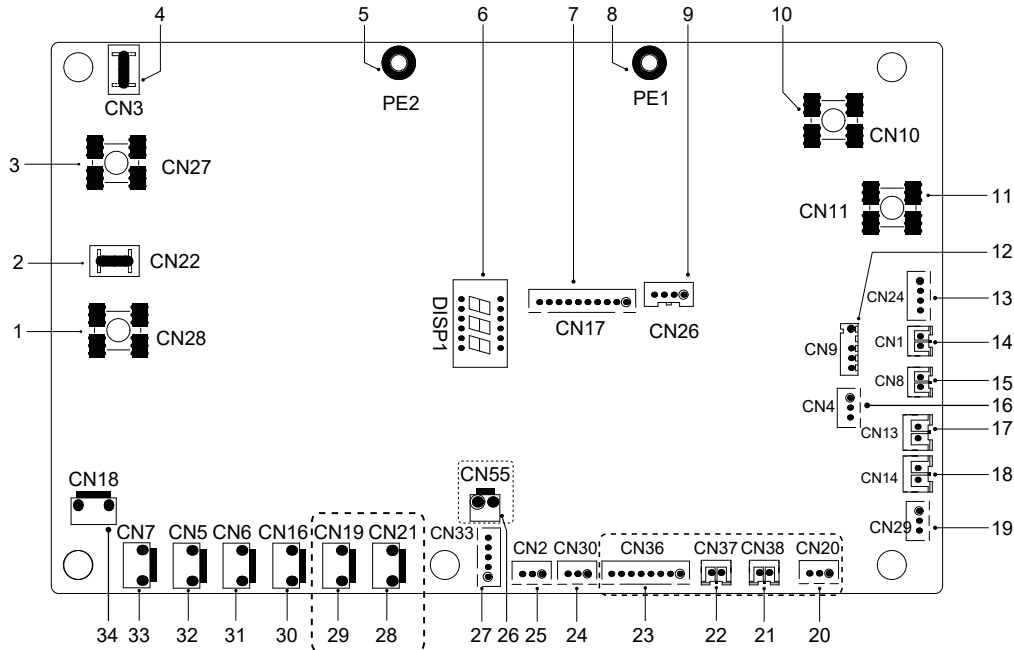 4 5 6 7 8 9 10
CN3
PE2
PE1
CN10
3
CN27
11
CN11
12
2
CN22
CN24
13
DISP1
CN17
CN26
1
CN28
CN9
CN1
14
CN8
15
CN4
16
CN13
17
CN14
18
CN18
CN55
CN29
19
CN7 CN5 CN6 CN16 CN19 CN21 CN33 CN2 CN30 CN36 CN37 CN38 CN20
34 33 32 31 30 29 28 27 26 25 24 23 22 21 20